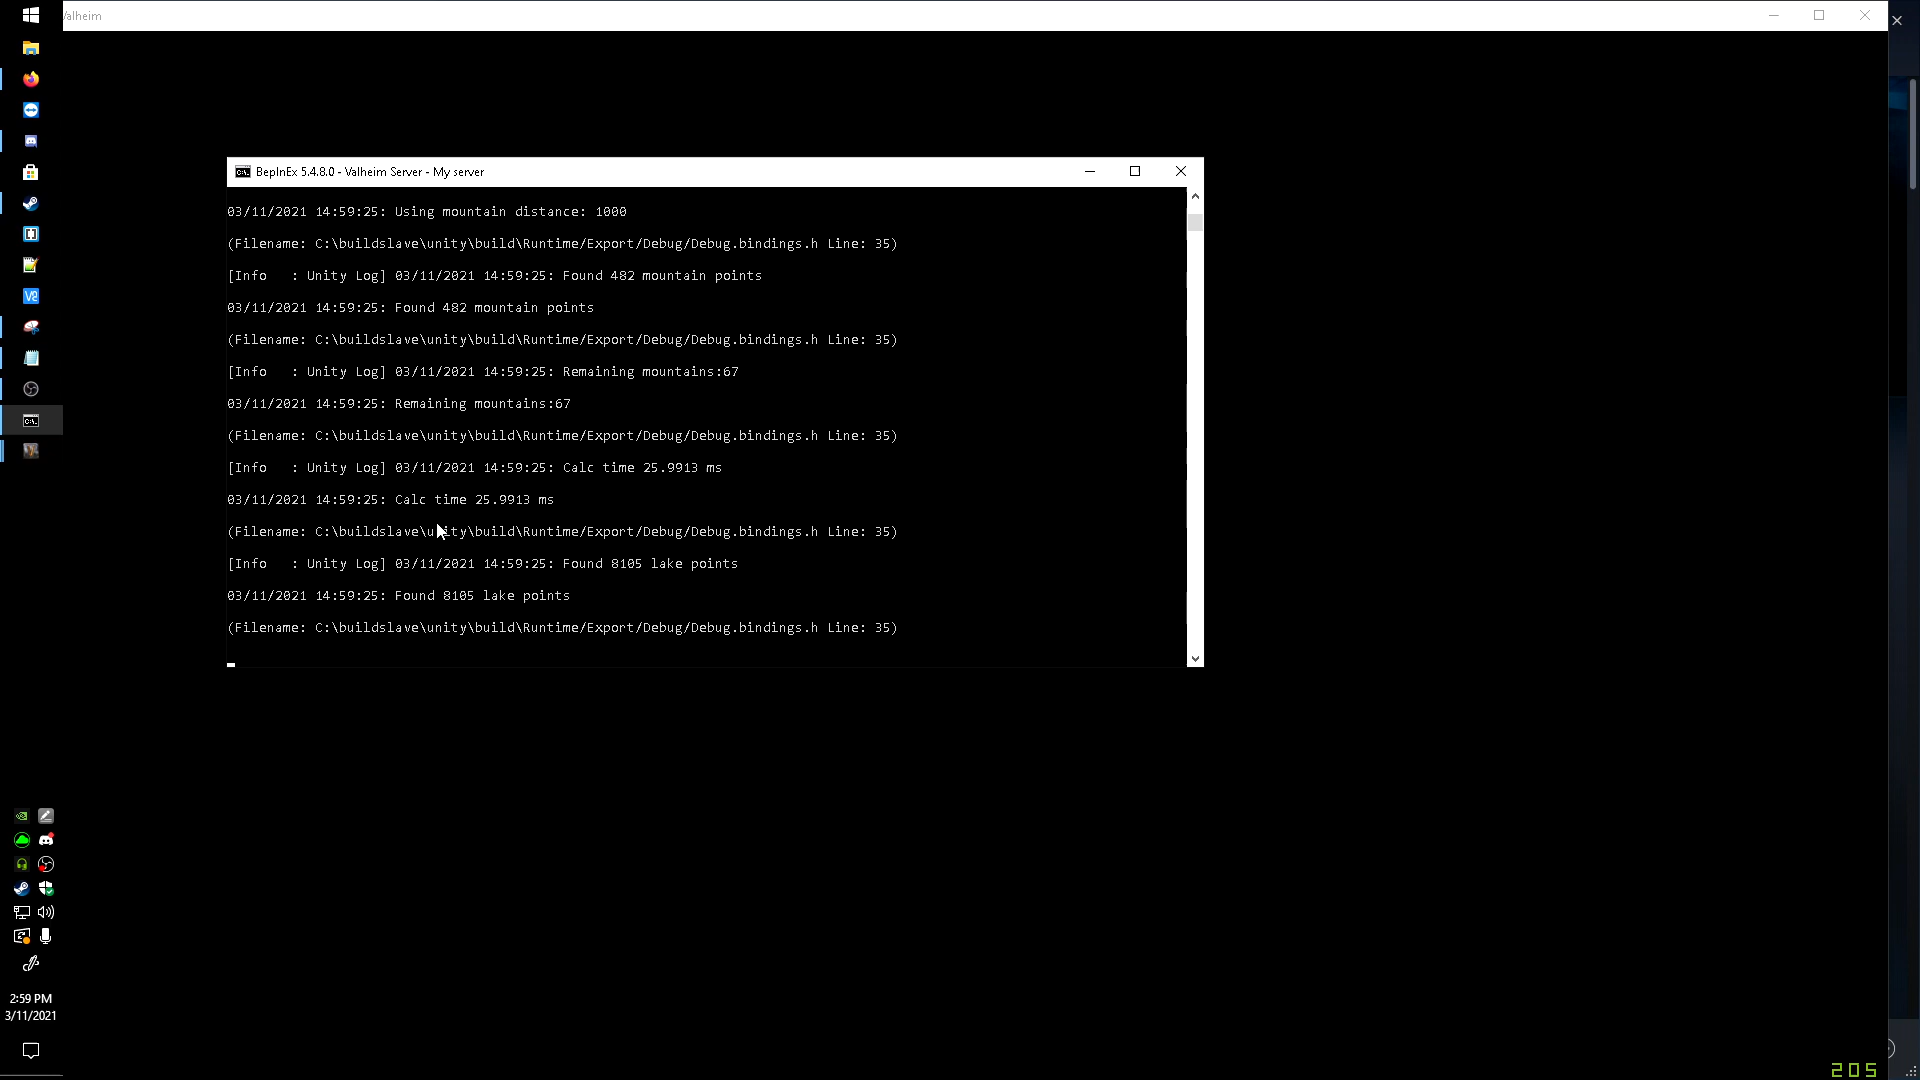 Valheim
BepInEx 5.4.8.0 - Valheim Server - My server
03/11/2021 14:59:25: Using mountain distance: 1000
(Filename: C:\buildslave\unity\build\Runtime/Export/Debug/Debug.bindings.h Line: 35)
[Info   : Unity Log] 03/11/2021 14:59:25: Found 482 mountain points
03/11/2021 14:59:25: Found 482 mountain points
(Filename: C:\buildslave\unity\build\Runtime/Export/Debug/Debug.bindings.h Line: 35)
[Info   : Unity Log] 03/11/2021 14:59:25: Remaining mountains:67
03/11/2021 14:59:25: Remaining mountains:67
(Filename: C:\buildslave\unity\build\Runtime/Export/Debug/Debug.bindings.h Line: 35)
[Info   : Unity Log] 03/11/2021 14:59:25: Calc time 25.9913 ms
03/11/2021 14:59:25: Calc time 25.9913 ms
(Filename: C:\buildslave\unity\build\Runtime/Export/Debug/Debug.bindings.h Line: 35)
[Info   : Unity Log] 03/11/2021 14:59:25: Found 8105 lake points
03/11/2021 14:59:25: Found 8105 lake points
(Filename: C:\buildslave\unity\build\Runtime/Export/Debug/Debug.bindings.h Line: 35)
2:59 PM
3/11/2021
205